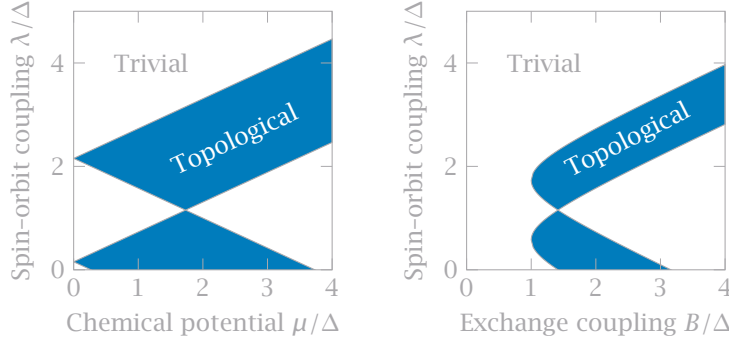 Spin–orbit coupling λ/Δ
4
2
0
Trivial
Topological
0 1 2 3 4
Chemical potential μ/Δ
Spin–orbit coupling λ/Δ
4
2
0
Trivial
Topological
0 1 2 3 4
Exchange coupling B/Δ